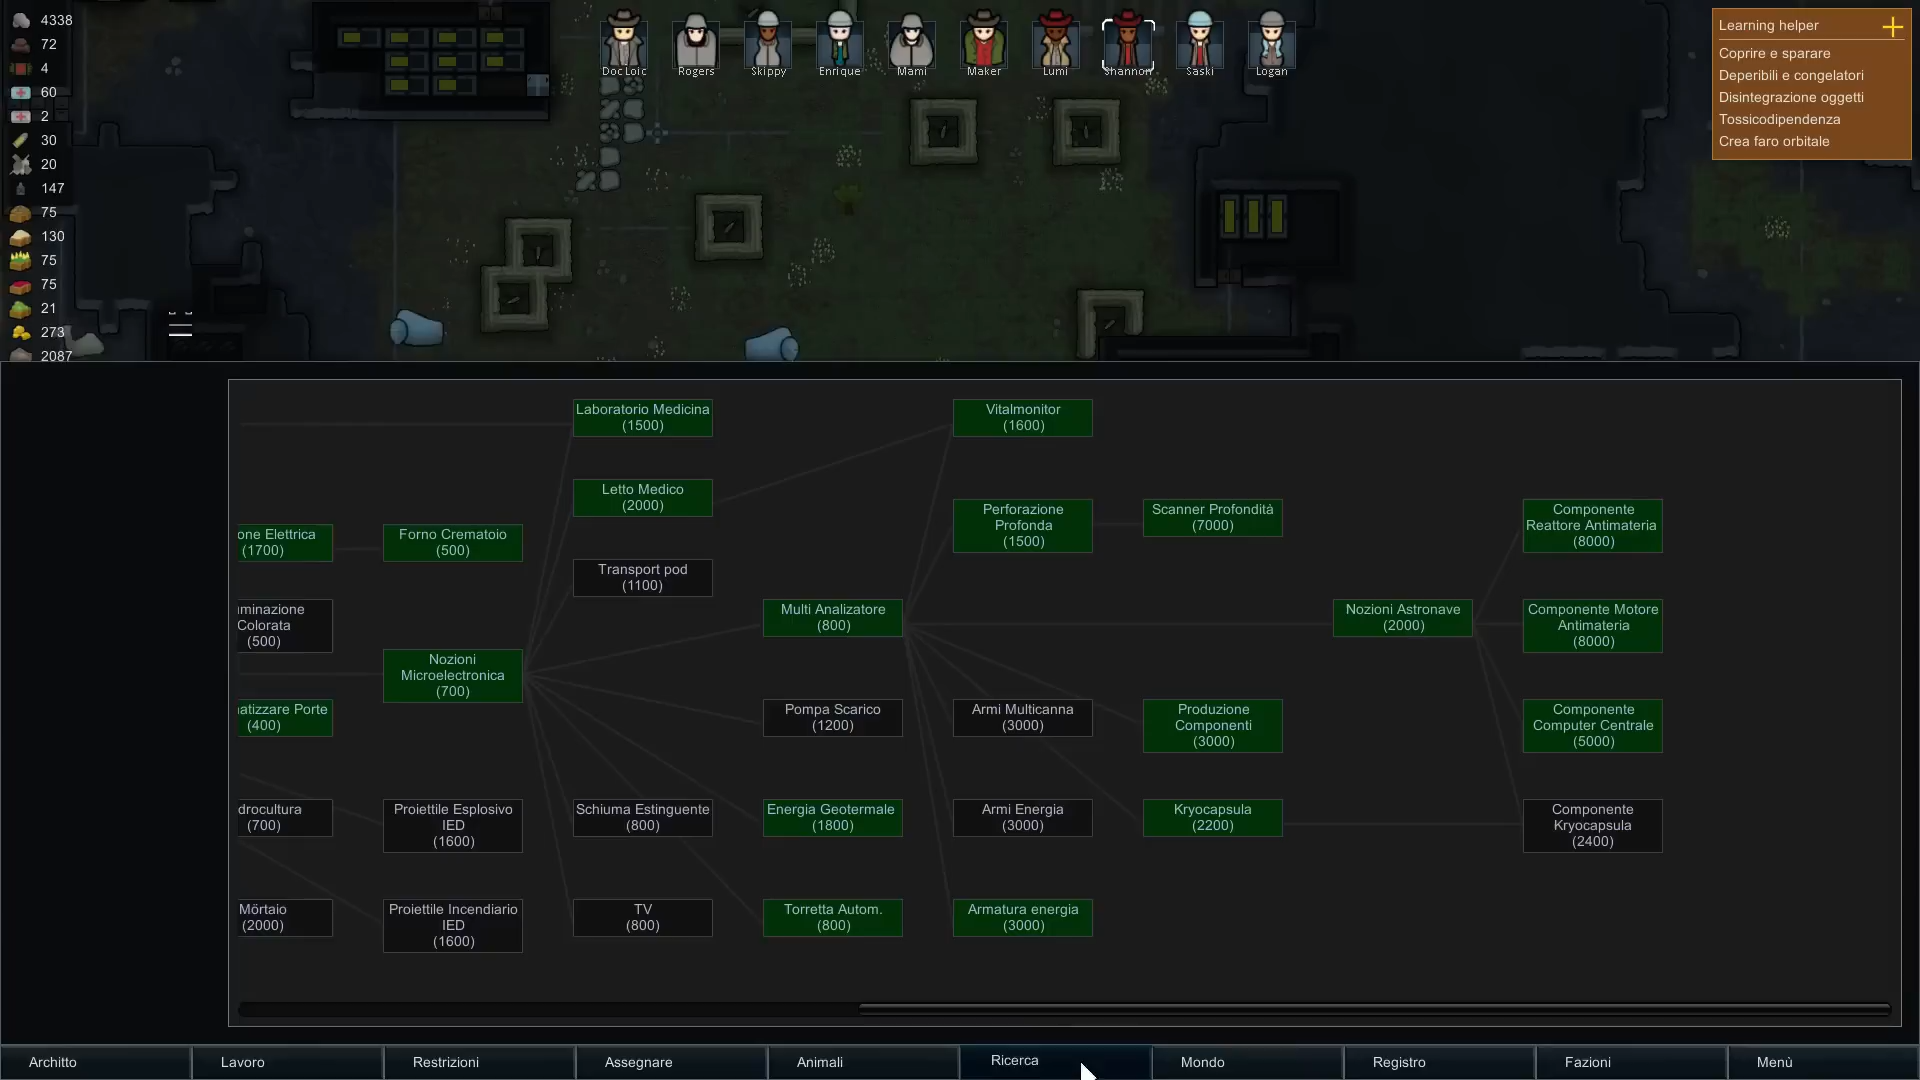 4338
72
4
60
2
30
20
147
75
130
75
75
21
273
2087
Doc Loic
Rogers
Skippy
Enrique
Mami
Maker
Lumi
Shannon
Saski
Logan
Learning helper
Coprire e sparare
Deperibili e congelatori
Disintegrazione oggetti
Tossicodipendenza
Crea faro orbitale
Laboratorio Medicina
(1500)
Vitalmonitor
(1600)
Letto Medico
(2000)
Perforazione
Profonda
(1500)
Scanner Profondità
(7000)
Componente
Reattore Antimateria
(8000)
one Elettrica
(1700)
Forno Crematoio
(500)
Transport pod
(1100)
minazione
Colorata
(500)
Multi Analizatore
(800)
Nozioni Astronave
(2000)
Componente Motore
Antimateria
(8000)
Nozioni
Microelectronica
(700)
atizzare Porte
(400)
Pompa Scarico
(1200)
Armi Multicanna
(3000)
Produzione
Componenti
(3000)
Componente
Computer Centrale
(5000)
drocultura
(700)
Proiettile Esplosivo
IED
(1600)
Schiuma Estinguente
(800)
Energia Geotermale
(1800)
Armi Energia
(3000)
Kryocapsula
(2200)
Componente
Kryocapsula
(2400)
Mörtaio
(2000)
Proiettile Incendiario
IED
(1600)
TV
(800)
Torretta Autom.
(800)
Armatura energia
(3000)
Architto
Lavoro
Restrizioni
Assegnare
Animali
Ricerca
Mondo
Registro
Fazioni
Menù